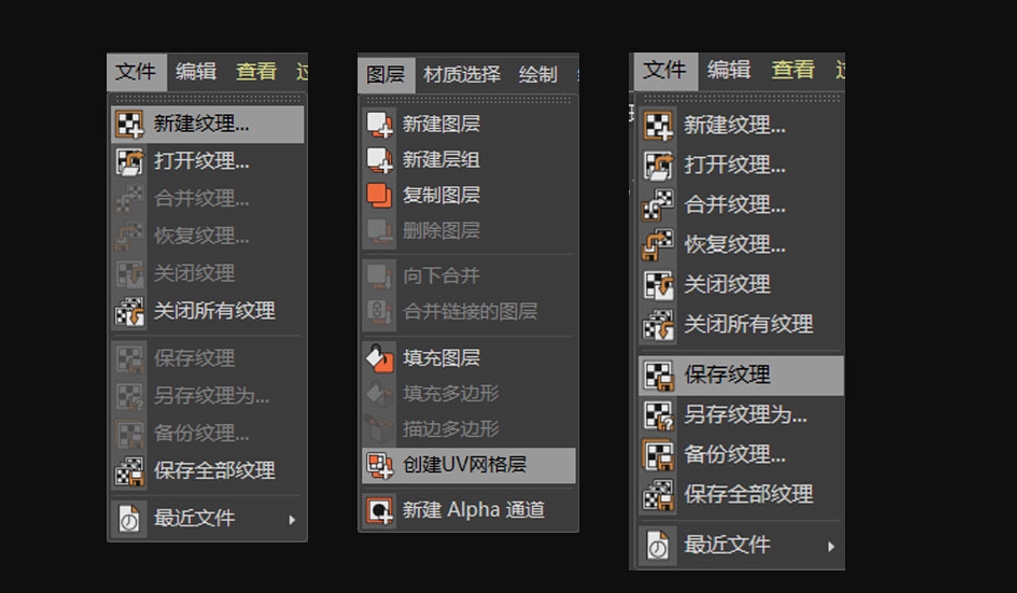 文件 编辑 查看
新建纹理...
打开纹理...
合并纹理...
恢复纹理...
关闭纹理
关闭所有纹理
保存纹理
另存纹理为...
备份纹理...
保存全部纹理
最近文件
图层 材质选择 绘制
新建图层
新建层组
复制图层
删除图层
向下合并
合并链接的图层
填充图层
填充多边形
描边多边形
创建UV网格层
新建 Alpha 通道
文件 编辑 查看
新建纹理...
打开纹理...
合并纹理...
恢复纹理...
关闭纹理
关闭所有纹理
保存纹理
另存纹理为...
备份纹理...
保存全部纹理
最近文件